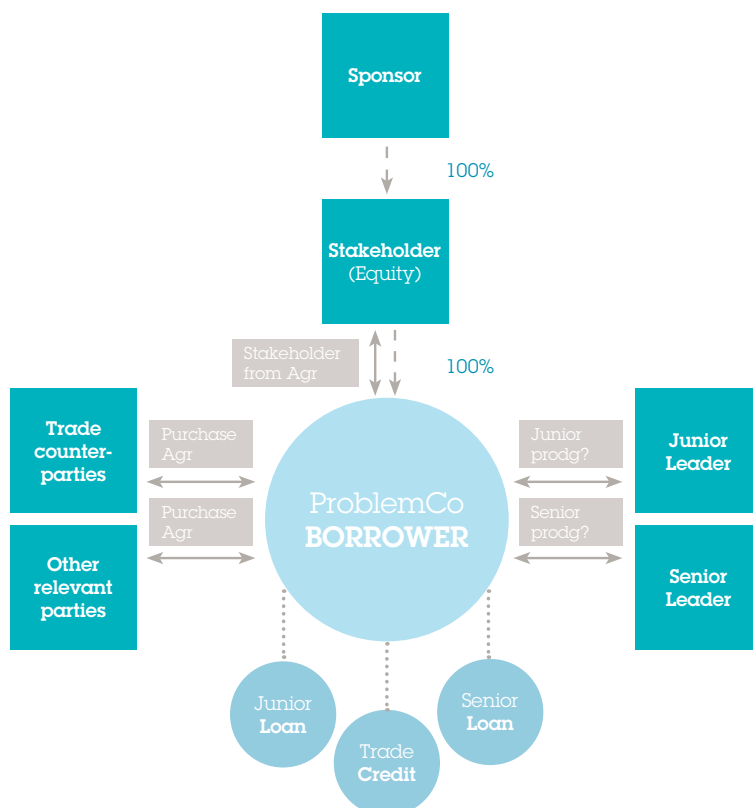 Sponsor
100%
Stakeholder
(Equity)
Stakeholder
from Agr
100%
Trade
counter-
parties
Purchase
Agr
Junior
prodg?
Junior
Leader
ProblemCo
BORROWER
Purchase
Agr
Senior
prodg?
Other
relevant
parties
Senior
Leader
Junior
Loan
Senior
Loan
Trade
Credit